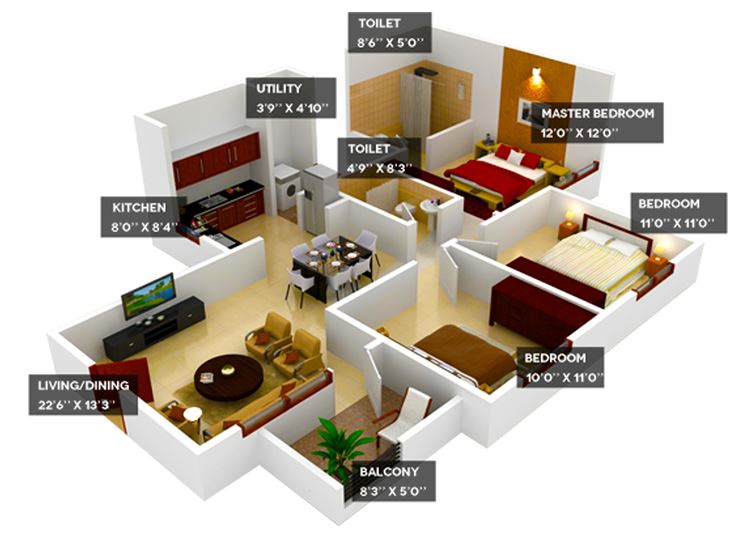 TOILET
8'6'' X 5'0''
UTILITY
3'9'' X 4'10''
MASTER BEDROOM
12'0'' X 12'0''
TOILET
4'9'' X 8'3''
KITCHEN
8'0'' X 8'4'
BEDROOM
11'0'' X 11'0''
BEDROOM
10'0'' X 11'0''
LIVING/DINING
22'6'' X 13'3''
BALCONY
8'3'' X 5'0''